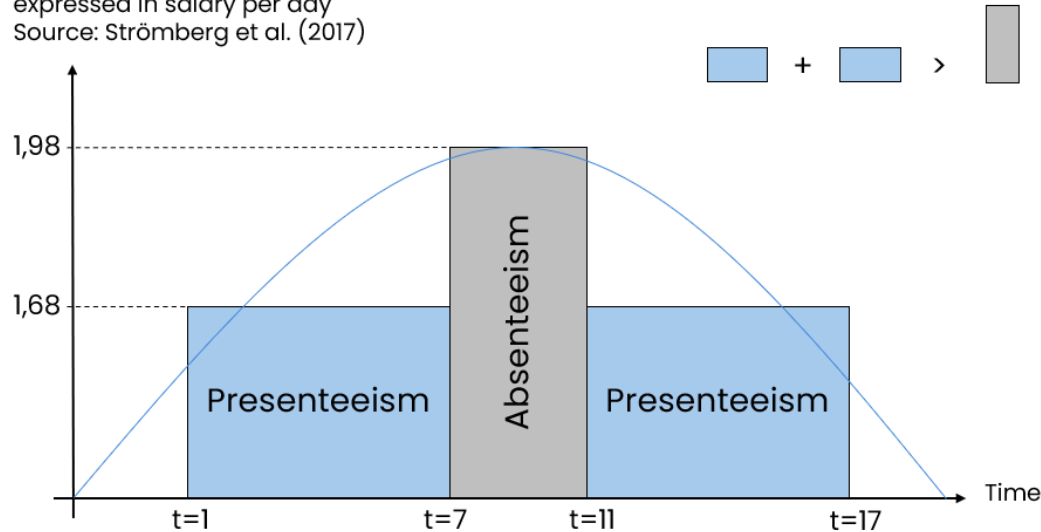 expressed in salary per day
Source: Strömberg et al. (2017)
+ >
1,98
1,68
Presenteeism
Absenteeism
Presenteeism
Time
t=1
t=7
t=11
t=17